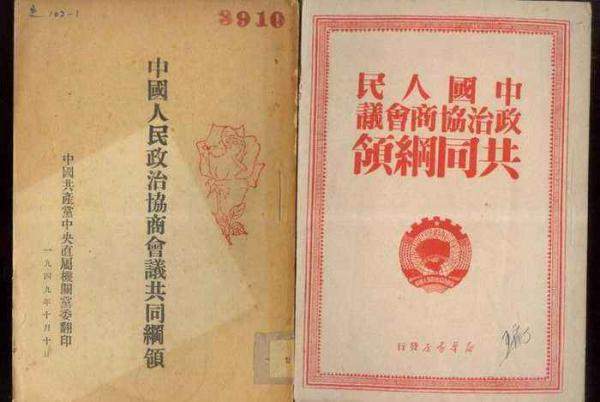 中國人民政治協商會議共同綱領
中國共產黨中央直屬機關黨委翻印
一九四九年十月十日
中國人民
政治協商會議
共同綱領
新華書店發行